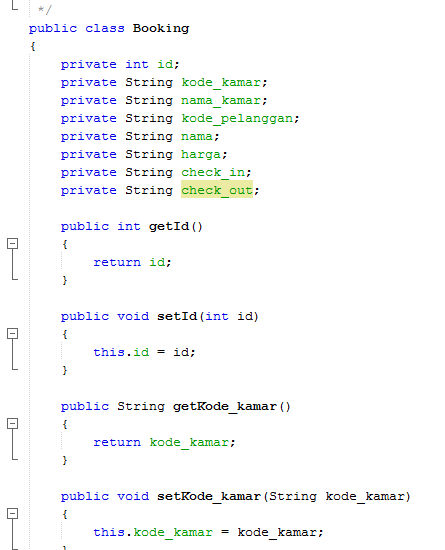 */
public class Booking
{
private int id;
private String kode_kamar;
private String nama_kamar;
private String kode_pelanggan;
private String nama;
private String harga;
private String check_in;
private String check_out;
public int getId()
{
return id;
}
public void setId(int id)
{
this.id = id;
}
public String getKode_kamar()
{
return kode_kamar;
}
public void setKode_kamar(String kode_kamar)
{
this.kode_kamar = kode_kamar;
}